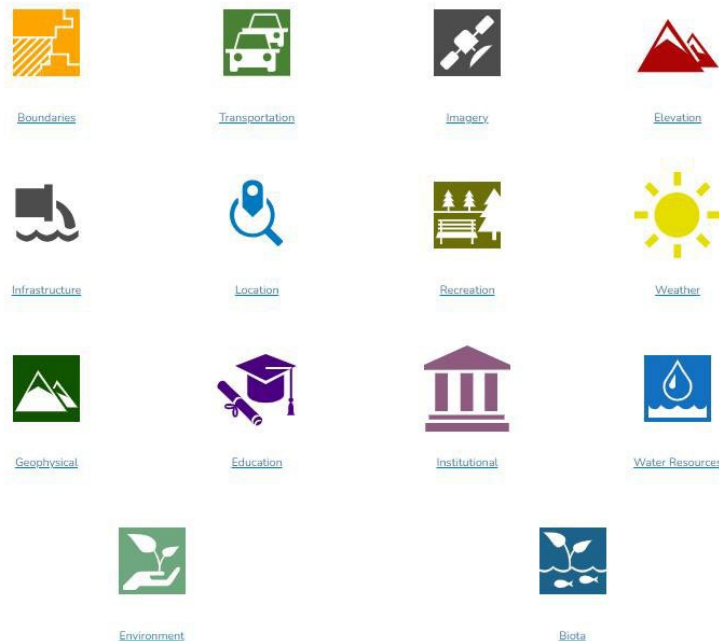 Boundaries
Transportation
Imagery
Elevation
Infrastructure
Location
Recreation
Weather
Geophysical
Education
Institutional
Water Resources
Environment
Biota